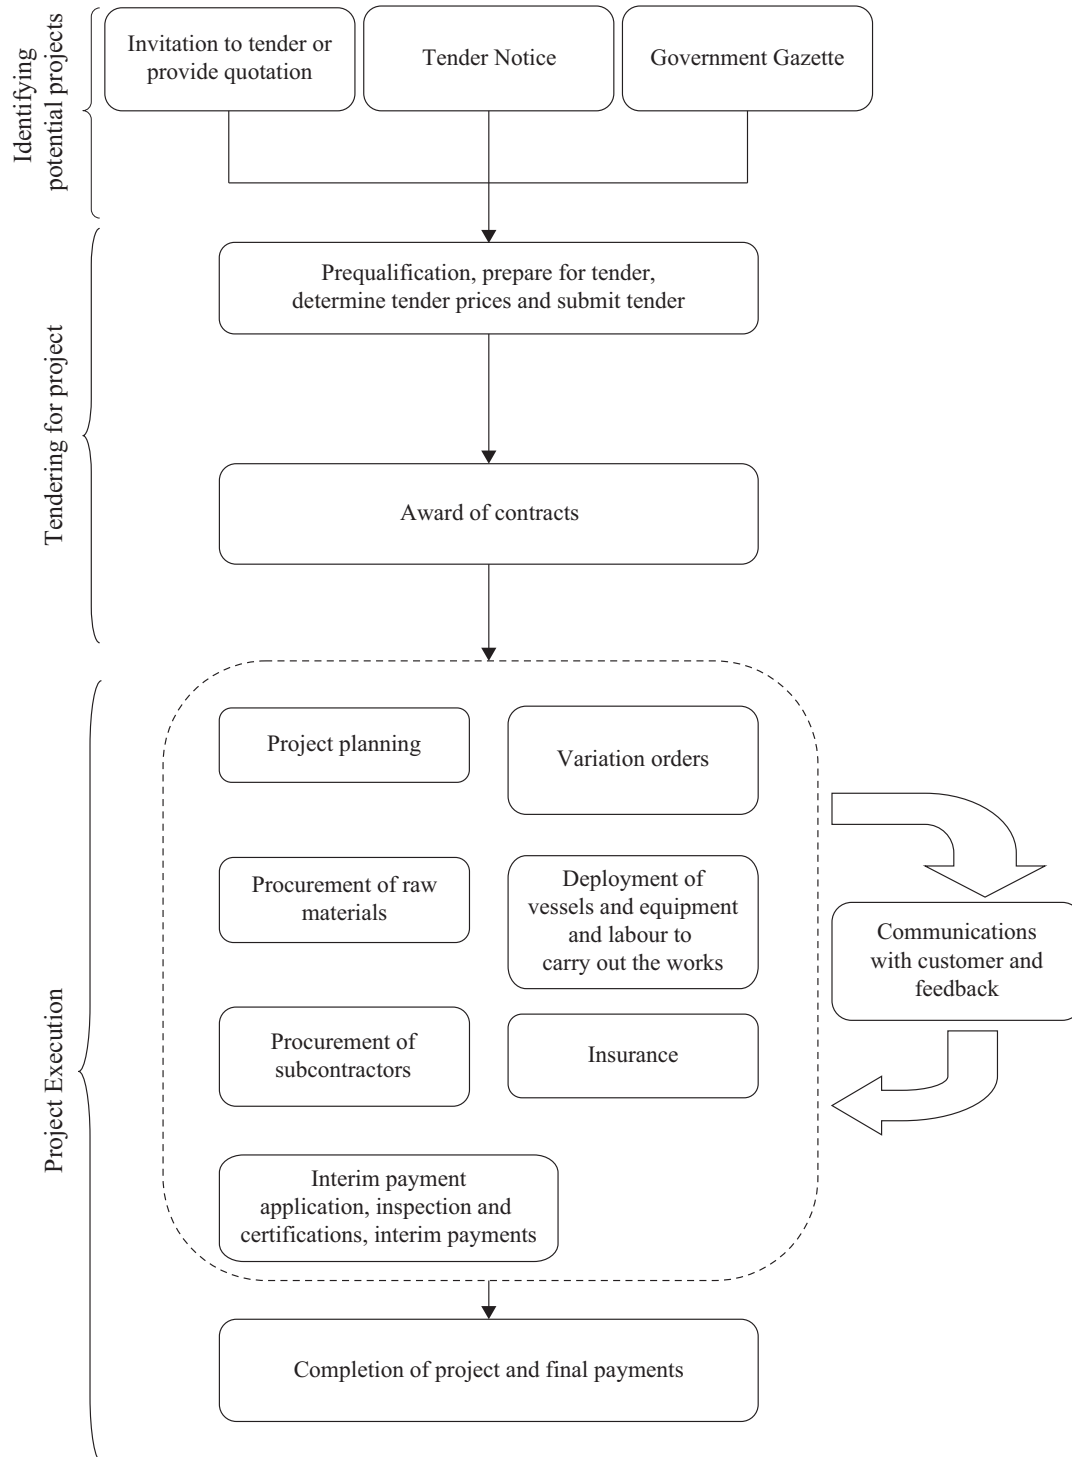 Identifying
potential projects
Invitation to tender or
provide quotation
Tender Notice
Government Gazette
Tendering for project
Prequalification, prepare for tender,
determine tender prices and submit tender
Award of contracts
Project Execution
Project planning
Variation orders
Procurement of raw
materials
Deployment of
vessels and equipment
and labour to
carry out the works
Communications
with customer and
feedback
Procurement of
subcontractors
Insurance
Interim payment
application, inspection and
certifications, interim payments
Completion of project and final payments